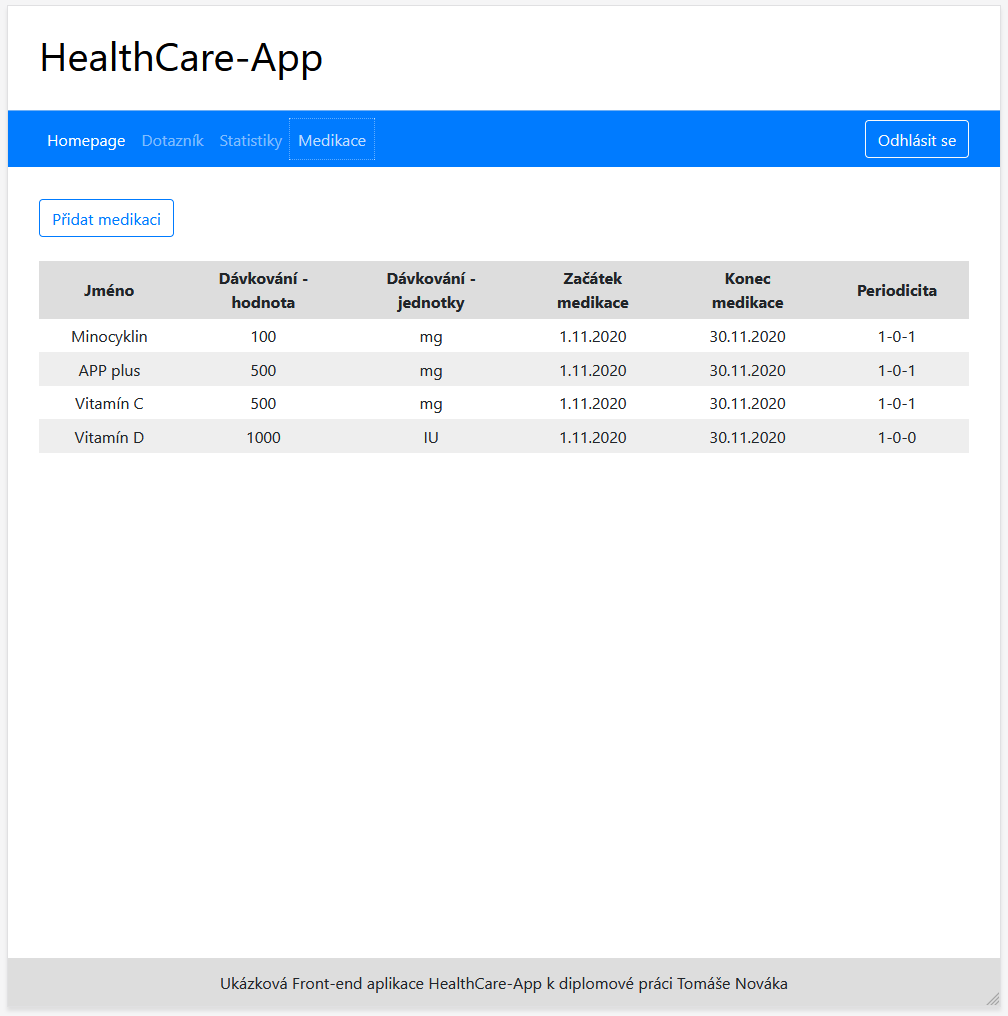 HealthCare-App
Homepage Dotazník Statistiky Medikace Odhlásit se
Přidat medikaci
Jméno Dávkování - hodnota Dávkování - jednotky Začátek medikace Konec medikace Periodicita
Minocyklin 100 mg 1.11.2020 30.11.2020 1-0-1
APP plus 500 mg 1.11.2020 30.11.2020 1-0-1
Vitamín C 500 mg 1.11.2020 30.11.2020 1-0-1
Vitamín D 1000 IU 1.11.2020 30.11.2020 1-0-0
Ukázková Front-end aplikace HealthCare-App k diplomové práci Tomáše Nováka